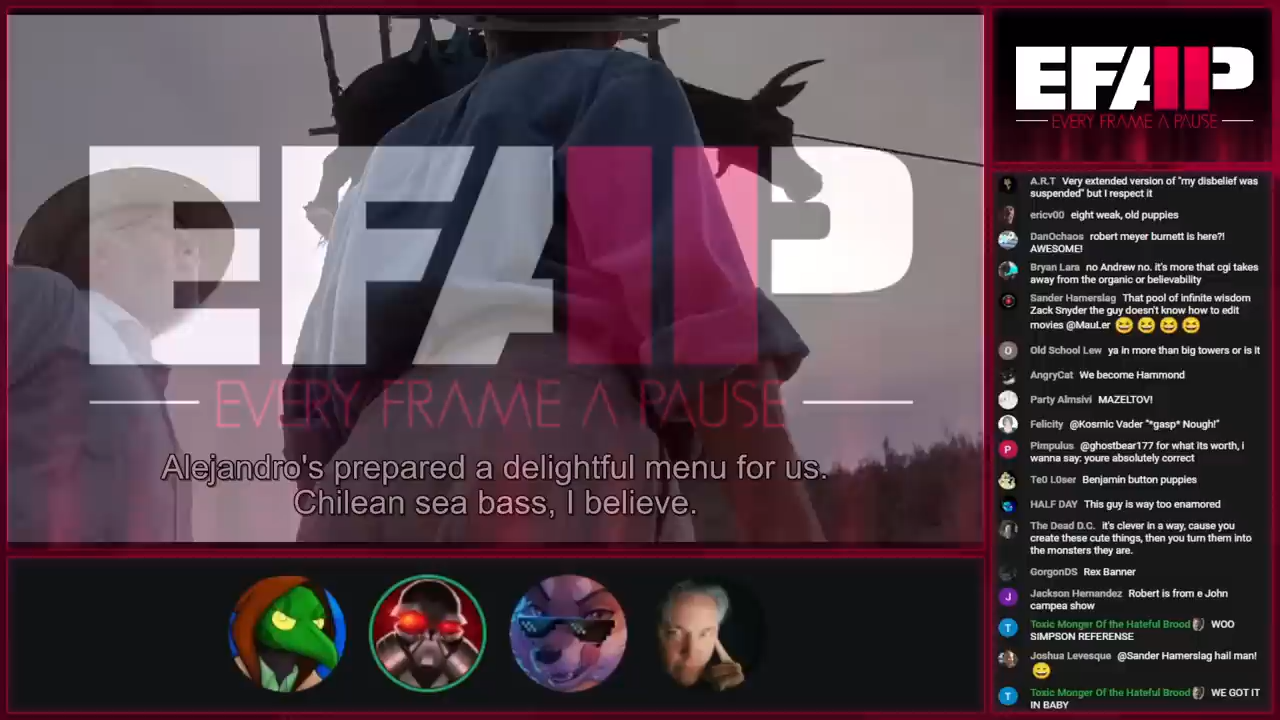 EFAP
EVERY FRAME A PAUSE
Alejandro's prepared a delightful menu for us.
Chilean sea bass, I believe.
EFAP
EVERY FRAME A PAUSE
A.R.T Very extended version of "my disbelief was
suspended" but I respect it
ericv00 eight weak, old puppies
DanOchaos robert meyer burnett is here?!
AWESOME!
Bryan Lara no Andrew no. it's more that cgi takes
away from the organic or believability
Sander Hamerslag That pool of infinite wisdom
Zack Snyder the guy doesn't know how to edit
movies @MauLer 😆 😆 😆 😆
O
Old School Lew ya in more than big towers or is it
AngryCat We become Hammond
Party Almsivi MAZELTOV!
Felicity @Kosmic Vader "*gasp* Nough!"
P
Pimpulus @ghostbear177 for what its worth, i
wanna say: youre absolutely correct
Te0 L0ser Benjamin button puppies
HALF DAY This guy is way too enamored
The Dead D.C. it's clever in a way, cause you
create these cute things, then you turn them into
the monsters they are.
GorgonDS Rex Banner
J
Jackson Hernandez Robert is from e John
campea show
T
Toxic Monger Of the Hateful Brood WOO
SIMPSON REFERENSE
Joshua Levesque @Sander Hamerslag hail man!
😄
T
Toxic Monger Of the Hateful Brood WE GOT IT
IN BABY